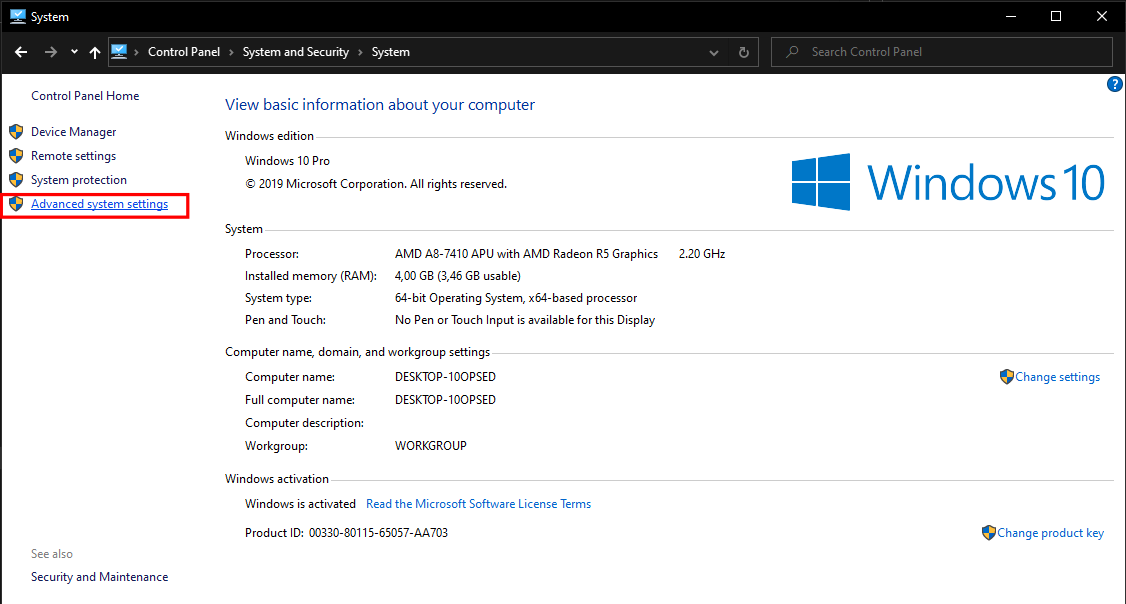 System
Control Panel > System and Security > System
Search Control Panel
?
Control Panel Home
Device Manager
Remote settings
System protection
Advanced system settings
See also
Security and Maintenance
View basic information about your computer
Windows edition
Windows 10 Pro
© 2019 Microsoft Corporation. All rights reserved.
Windows 10
System
Processor: AMD A8-7410 APU with AMD Radeon R5 Graphics 2.20 GHz
Installed memory (RAM): 4,00 GB (3,46 GB usable)
System type: 64-bit Operating System, x64-based processor
Pen and Touch: No Pen or Touch Input is available for this Display
Computer name, domain, and workgroup settings
Computer name: DESKTOP-10OPSED
Change settings
Full computer name: DESKTOP-10OPSED
Computer description:
Workgroup: WORKGROUP
Windows activation
Windows is activated Read the Microsoft Software License Terms
Product ID: 00330-80115-65057-AA703
Change product key